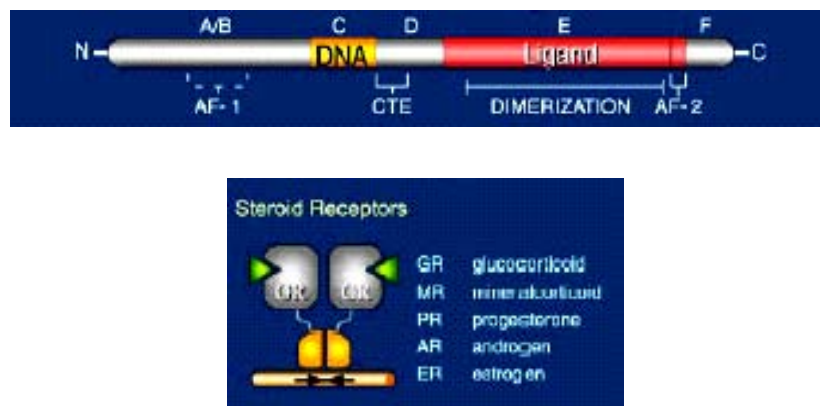 A/B C D E F
N DNA Ligand C
AF-1 CTE DIMERIZATION AF-2
Steroid Receptors
GR GR
GR glucocorticoid
MR mineralcorticoid
PR progesterone
AR androgen
ER estrogen